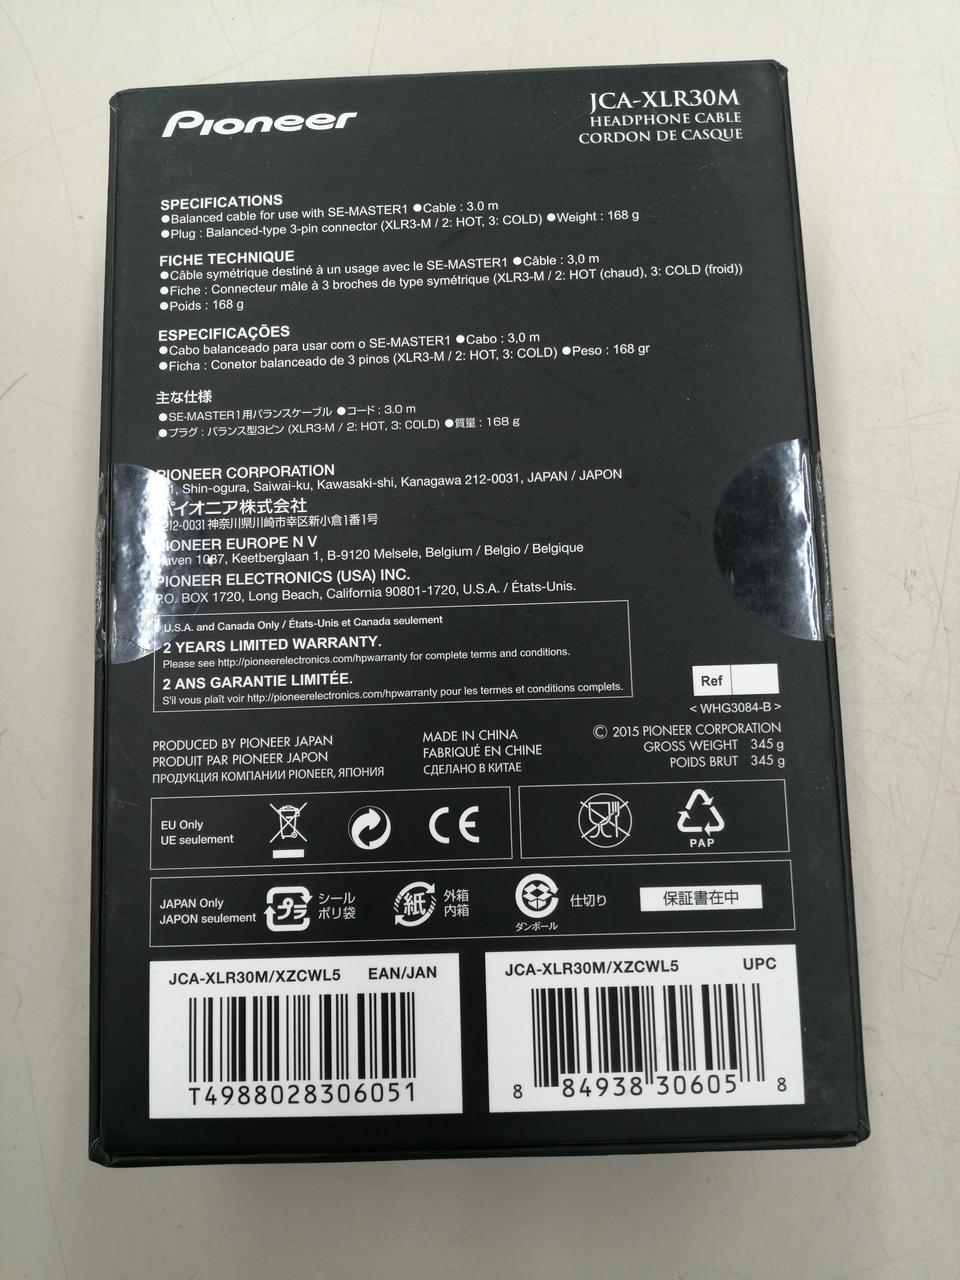 Pioneer
JCA-XLR30M
HEADPHONE CABLE
CORDON DE CASQUE
SPECIFICATIONS
●Balanced cable for use with SE-MASTER1 ●Cable : 3.0 m
●Plug : Balanced-type 3-pin connector (XLR3-M / 2: HOT, 3: COLD) ●Weight : 168 g
FICHE TECHNIQUE
●Câble symétrique destiné à un usage avec le SE-MASTER1 ●Câble : 3,0 m
●Fiche : Connecteur mâle à 3 broches de type symétrique (XLR3-M / 2: HOT (chaud), 3: COLD (froid))
●Poids : 168 g
ESPECIFICAÇÕES
●Cabo balanceado para usar com o SE-MASTER1 ●Cabo : 3,0 m
●Ficha : Conetor balanceado de 3 pinos (XLR3-M / 2: HOT, 3: COLD) ●Peso : 168 gr
主な仕様
●SE-MASTER1用バランスケーブル ●コード : 3.0 m
●プラグ : バランス型3ピン (XLR3-M / 2: HOT, 3: COLD) ●質量 : 168 g
PIONEER CORPORATION
Shin-ogura, Saiwai-ku, Kawasaki-shi, Kanagawa 212-0031, JAPAN / JAPON
パイオニア株式会社
212-0031 神奈川県川崎市幸区新小倉1番1号
PIONEER EUROPE N V
Haven 1087, Keetberglaan 1, B-9120 Melsele, Belgium / Belgio / Belgique
PIONEER ELECTRONICS (USA) INC.
P.O. BOX 1720, Long Beach, California 90801-1720, U.S.A. / États-Unis.
U.S.A. and Canada Only / États-Unis et Canada seulement
2 YEARS LIMITED WARRANTY.
Please see http://pioneerelectronics.com/hpwarranty for complete terms and conditions.
2 ANS GARANTIE LIMITÉE.
S'il vous plaît voir http://pioneerelectronics.com/hpwarranty pour les termes et conditions complets.
Ref
< WHG3084-B >
PRODUCED BY PIONEER JAPAN
PRODUIT PAR PIONEER JAPON
ПРОДУКЦИЯ КОМПАНИИ PIONEER, ЯПОНИЯ
MADE IN CHINA
FABRIQUÉ EN CHINE
СДЕЛАНО В КИТАЕ
© 2015 PIONEER CORPORATION
GROSS WEIGHT 345 g
POIDS BRUT 345 g
EU Only
UE seulement
CE
PAP
JAPAN Only
JAPON seulement
プラ
シール
ポリ袋
紙
外箱
内箱
ダンボール
仕切り
保証書在中
JCA-XLR30M/XZCWL5 EAN/JAN
T4988028306051
JCA-XLR30M/XZCWL5 UPC
8 84938 30605 8